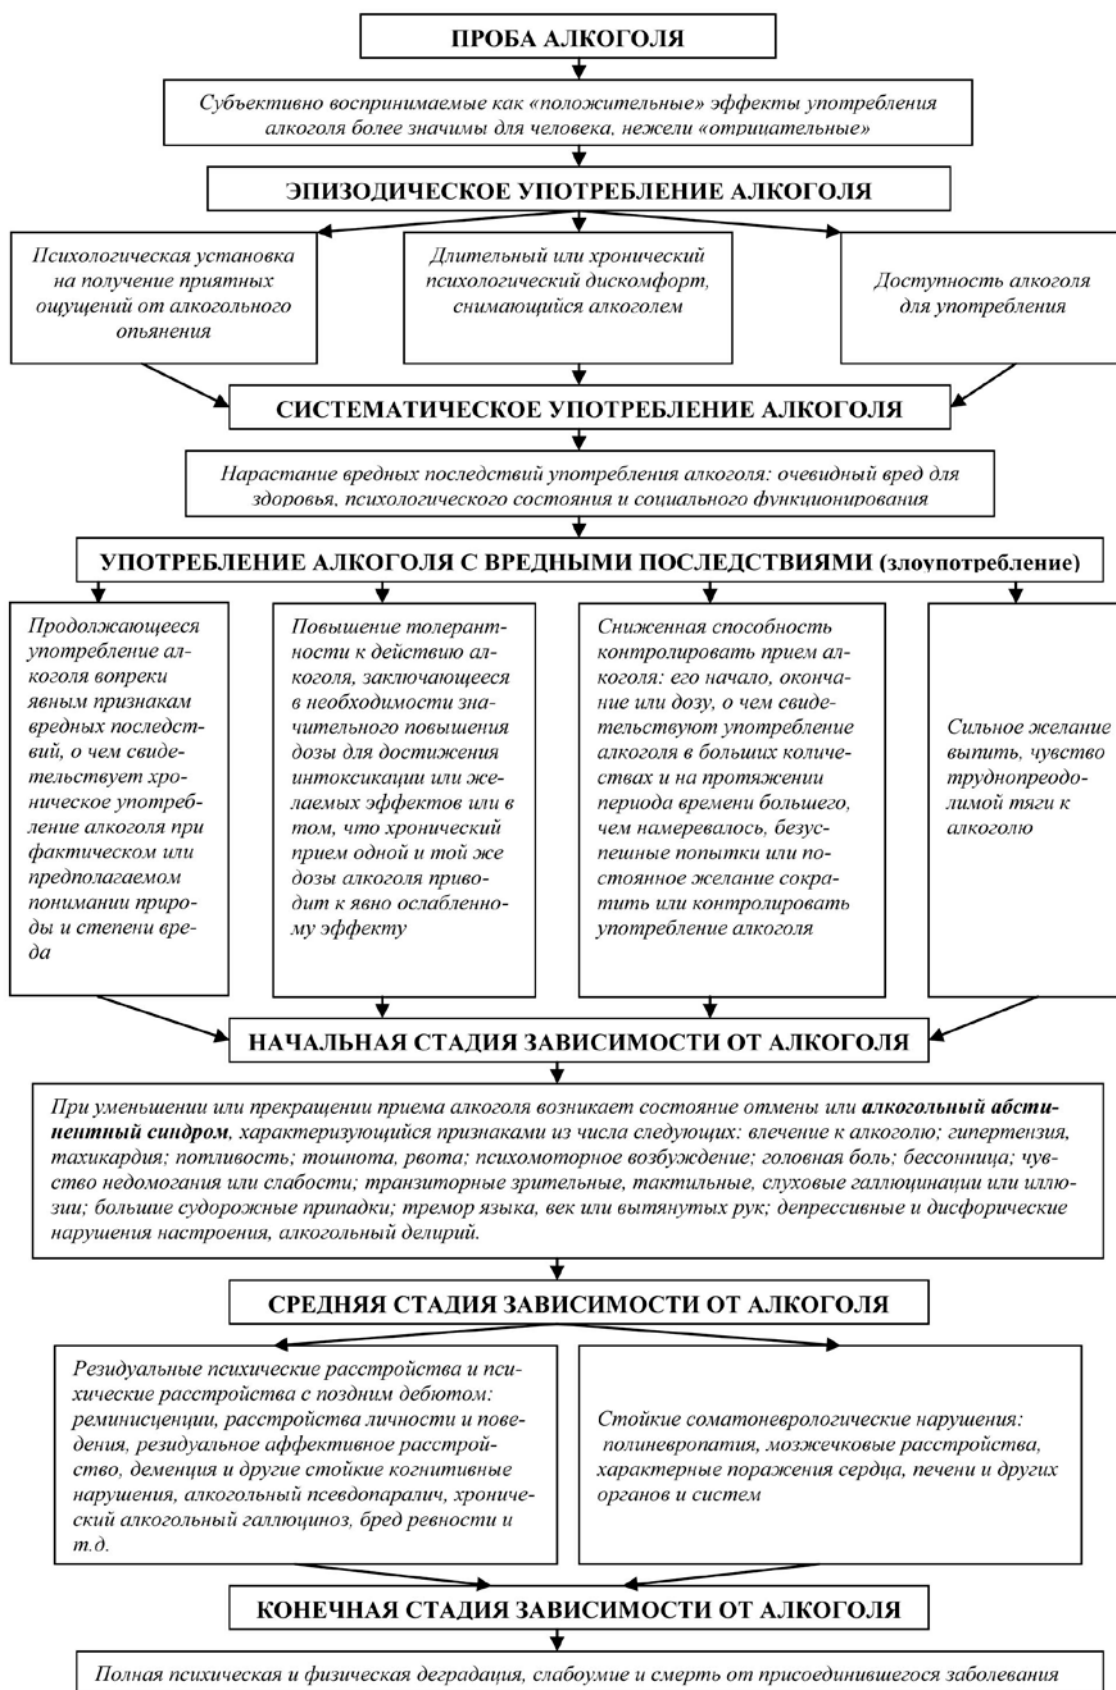 ПРОБА АЛКОГОЛЯ
Субъективно воспринимаемые как «положительные» эффекты употребления
алкоголя более значимы для человека, нежели «отрицательные»
ЭПИЗОДИЧЕСКОЕ УПОТРЕБЛЕНИЕ АЛКОГОЛЯ
Психологическая установка
на получение приятных
ощущений от алкогольного
опьянения
Длительный или хронический
психологический дискомфорт,
снимающийся алкоголем
Доступность алкоголя
для употребления
СИСТЕМАТИЧЕСКОЕ УПОТРЕБЛЕНИЕ АЛКОГОЛЯ
Нарастание вредных последствий употребления алкоголя: очевидный вред для
здоровья, психологического состояния и социального функционирования
УПОТРЕБЛЕНИЕ АЛКОГОЛЯ С ВРЕДНЫМИ ПОСЛЕДСТВИЯМИ (злоупотребление)
Продолжающееся
употребление ал-
коголя вопреки
явным признакам
вредных последст-
вий, о чем свиде-
тельствует хро-
ническое употреб-
ление алкоголя при
фактическом или
предполагаемом
понимании приро-
ды и степени вре-
да
Повышение толерант-
ности к действию ал-
коголя, заключающееся
в необходимости зна-
чительного повышения
дозы для достижения
интоксикации или же-
лаемых эффектов или в
том, что хронический
прием одной и той же
дозы алкоголя приво-
дит к явно ослабленно-
му эффекту
Сниженная способность
контролировать прием ал-
коголя: его начало, оконча-
ние или дозу, о чем свиде-
тельствуют употребление
алкоголя в больших количе-
ствах и на протяжении
периода времени большего,
чем намеревалось, безус-
пешные попытки или по-
стоянное желание сокра-
тить или контролировать
употребление алкоголя
Сильное желание
выпить, чувство
труднопреодо-
лимой тяги к
алкоголю
НАЧАЛЬНАЯ СТАДИЯ ЗАВИСИМОСТИ ОТ АЛКОГОЛЯ
При уменьшении или прекращении приема алкоголя возникает состояние отмены или алкогольный абсти-
нентный синдром, характеризующийся признаками из числа следующих: влечение к алкоголю; гипертензия,
тахикардия; потливость; тошнота, рвота; психомоторное возбуждение; головная боль; бессонница; чув-
ство недомогания или слабости; транзиторные зрительные, тактильные, слуховые галлюцинации или иллю-
зии; большие судорожные припадки; тремор языка, век или вытянутых рук; депрессивные и дисфорические
нарушения настроения, алкогольный делирий.
СРЕДНЯЯ СТАДИЯ ЗАВИСИМОСТИ ОТ АЛКОГОЛЯ
Резидуальные психические расстройства и пси-
хические расстройства с поздним дебютом:
реминисценции, расстройства личности и пове-
дения, резидуальное аффективное расстрой-
ство, деменция и другие стойкие когнитивные
нарушения, алкогольный псевдопаралич, хрониче-
ский алкогольный галлюциноз, бред ревности и
т.д.
Стойкие соматоневрологические нарушения:
полиневропатия, мозжечковые расстройства,
характерные поражения сердца, печени и других
органов и систем
КОНЕЧНАЯ СТАДИЯ ЗАВИСИМОСТИ ОТ АЛКОГОЛЯ
Полная психическая и физическая деградация, слабоумие и смерть от присоединившегося заболевания